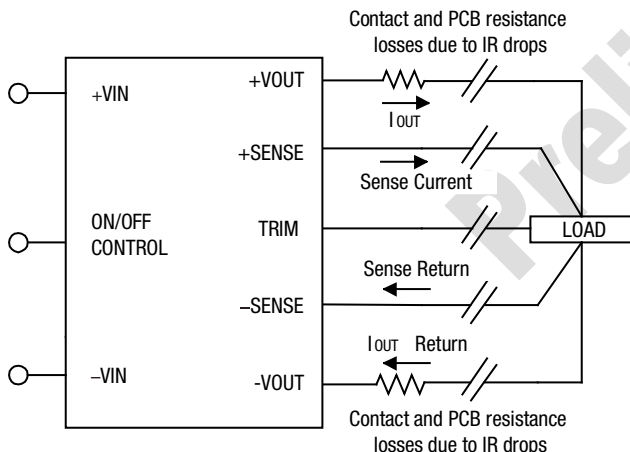 Contact and PCB resistance
losses due to IR drops
+VOUT
+VIN
IOUT
+SENSE
Sense Current
ON/OFF
CONTROL
TRIM
LOAD
Sense Return
−SENSE
IOUT Return
−VIN
-VOUT
Contact and PCB resistance
losses due to IR drops
Preli